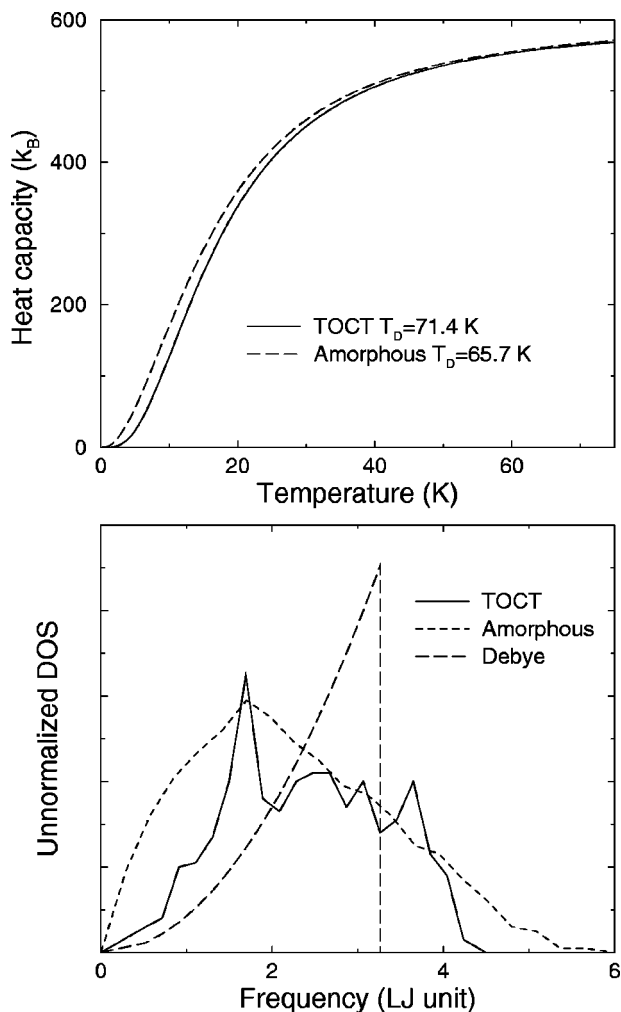 600
400
200
0
Heat capacity (k_B)
TOCT T_D=71.4 K
Amorphous T_D=65.7 K
0 20 40 60
Temperature (K)
Unnormalized DOS
TOCT
Amorphous
Debye
0 2 4 6
Frequency (LJ unit)